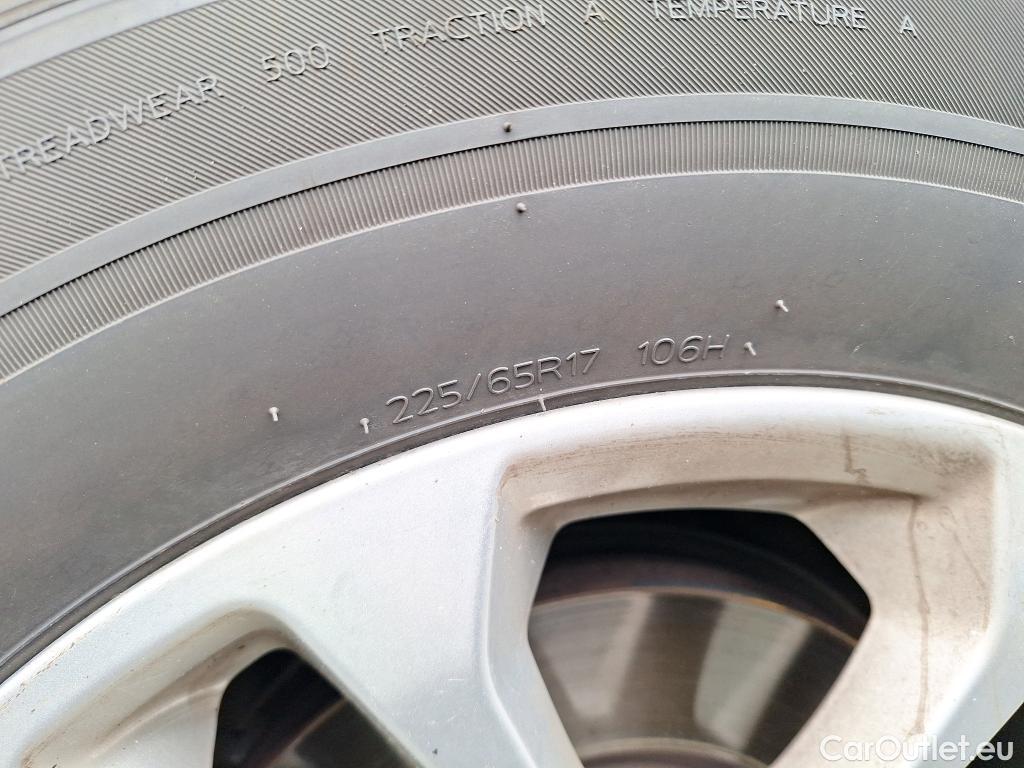 TREADWEAR 500 TRACTION A TEMPERATURE A
225/65R17 106H
CarOutlet.eu